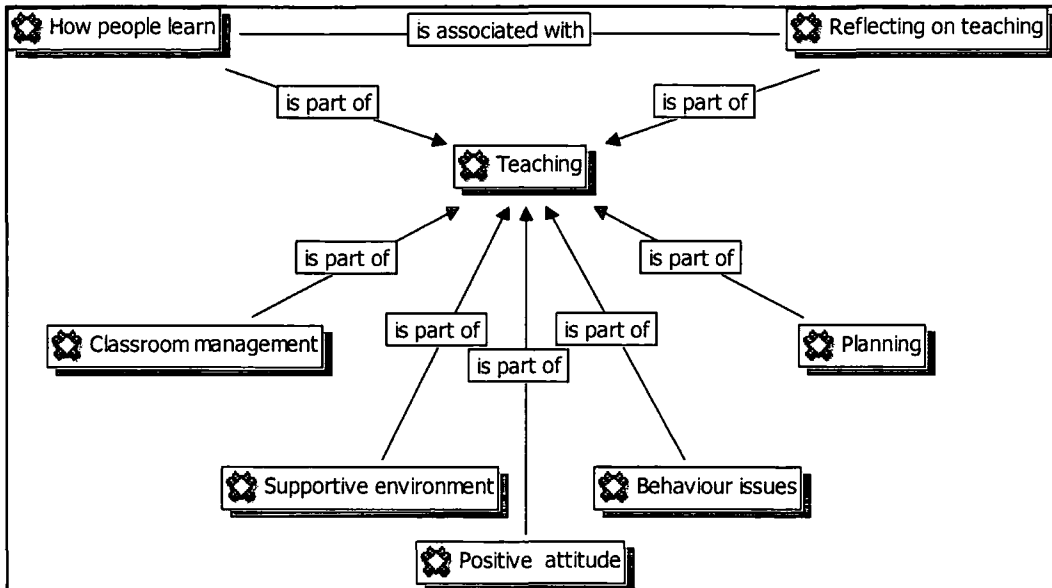 How people learn
is associated with
Reflecting on teaching
is part of
is part of
Teaching
is part of
is part of
Classroom management
is part of
is part of
Planning
is part of
Supportive environment
Behaviour issues
Positive attitude